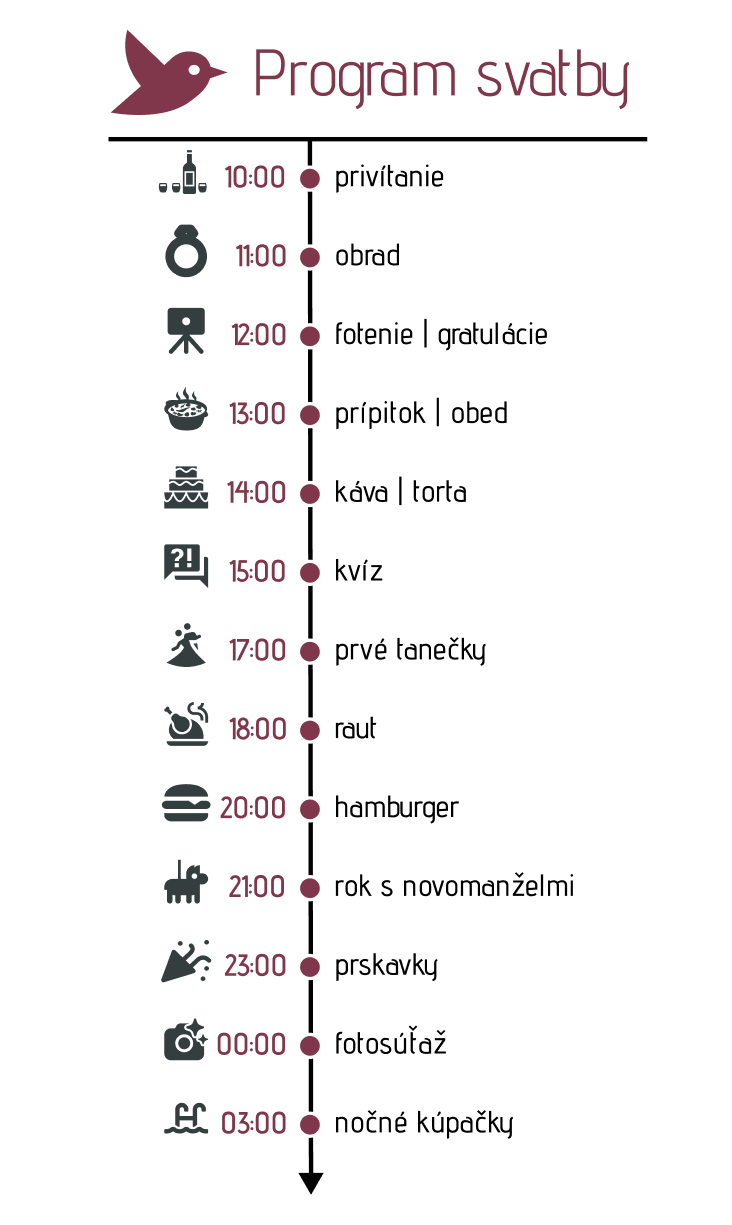 Program svatby
10:00 privítanie
11:00 obrad
12:00 fotenie | gratulácie
13:00 prípitok | obed
14:00 káva | torta
?!
15:00 kvíz
17:00 prvé tanečky
18:00 raut
20:00 hamburger
21:00 rok s novomanželmi
23:00 prskavky
00:00 fotosúťaž
03:00 nočné kúpačky